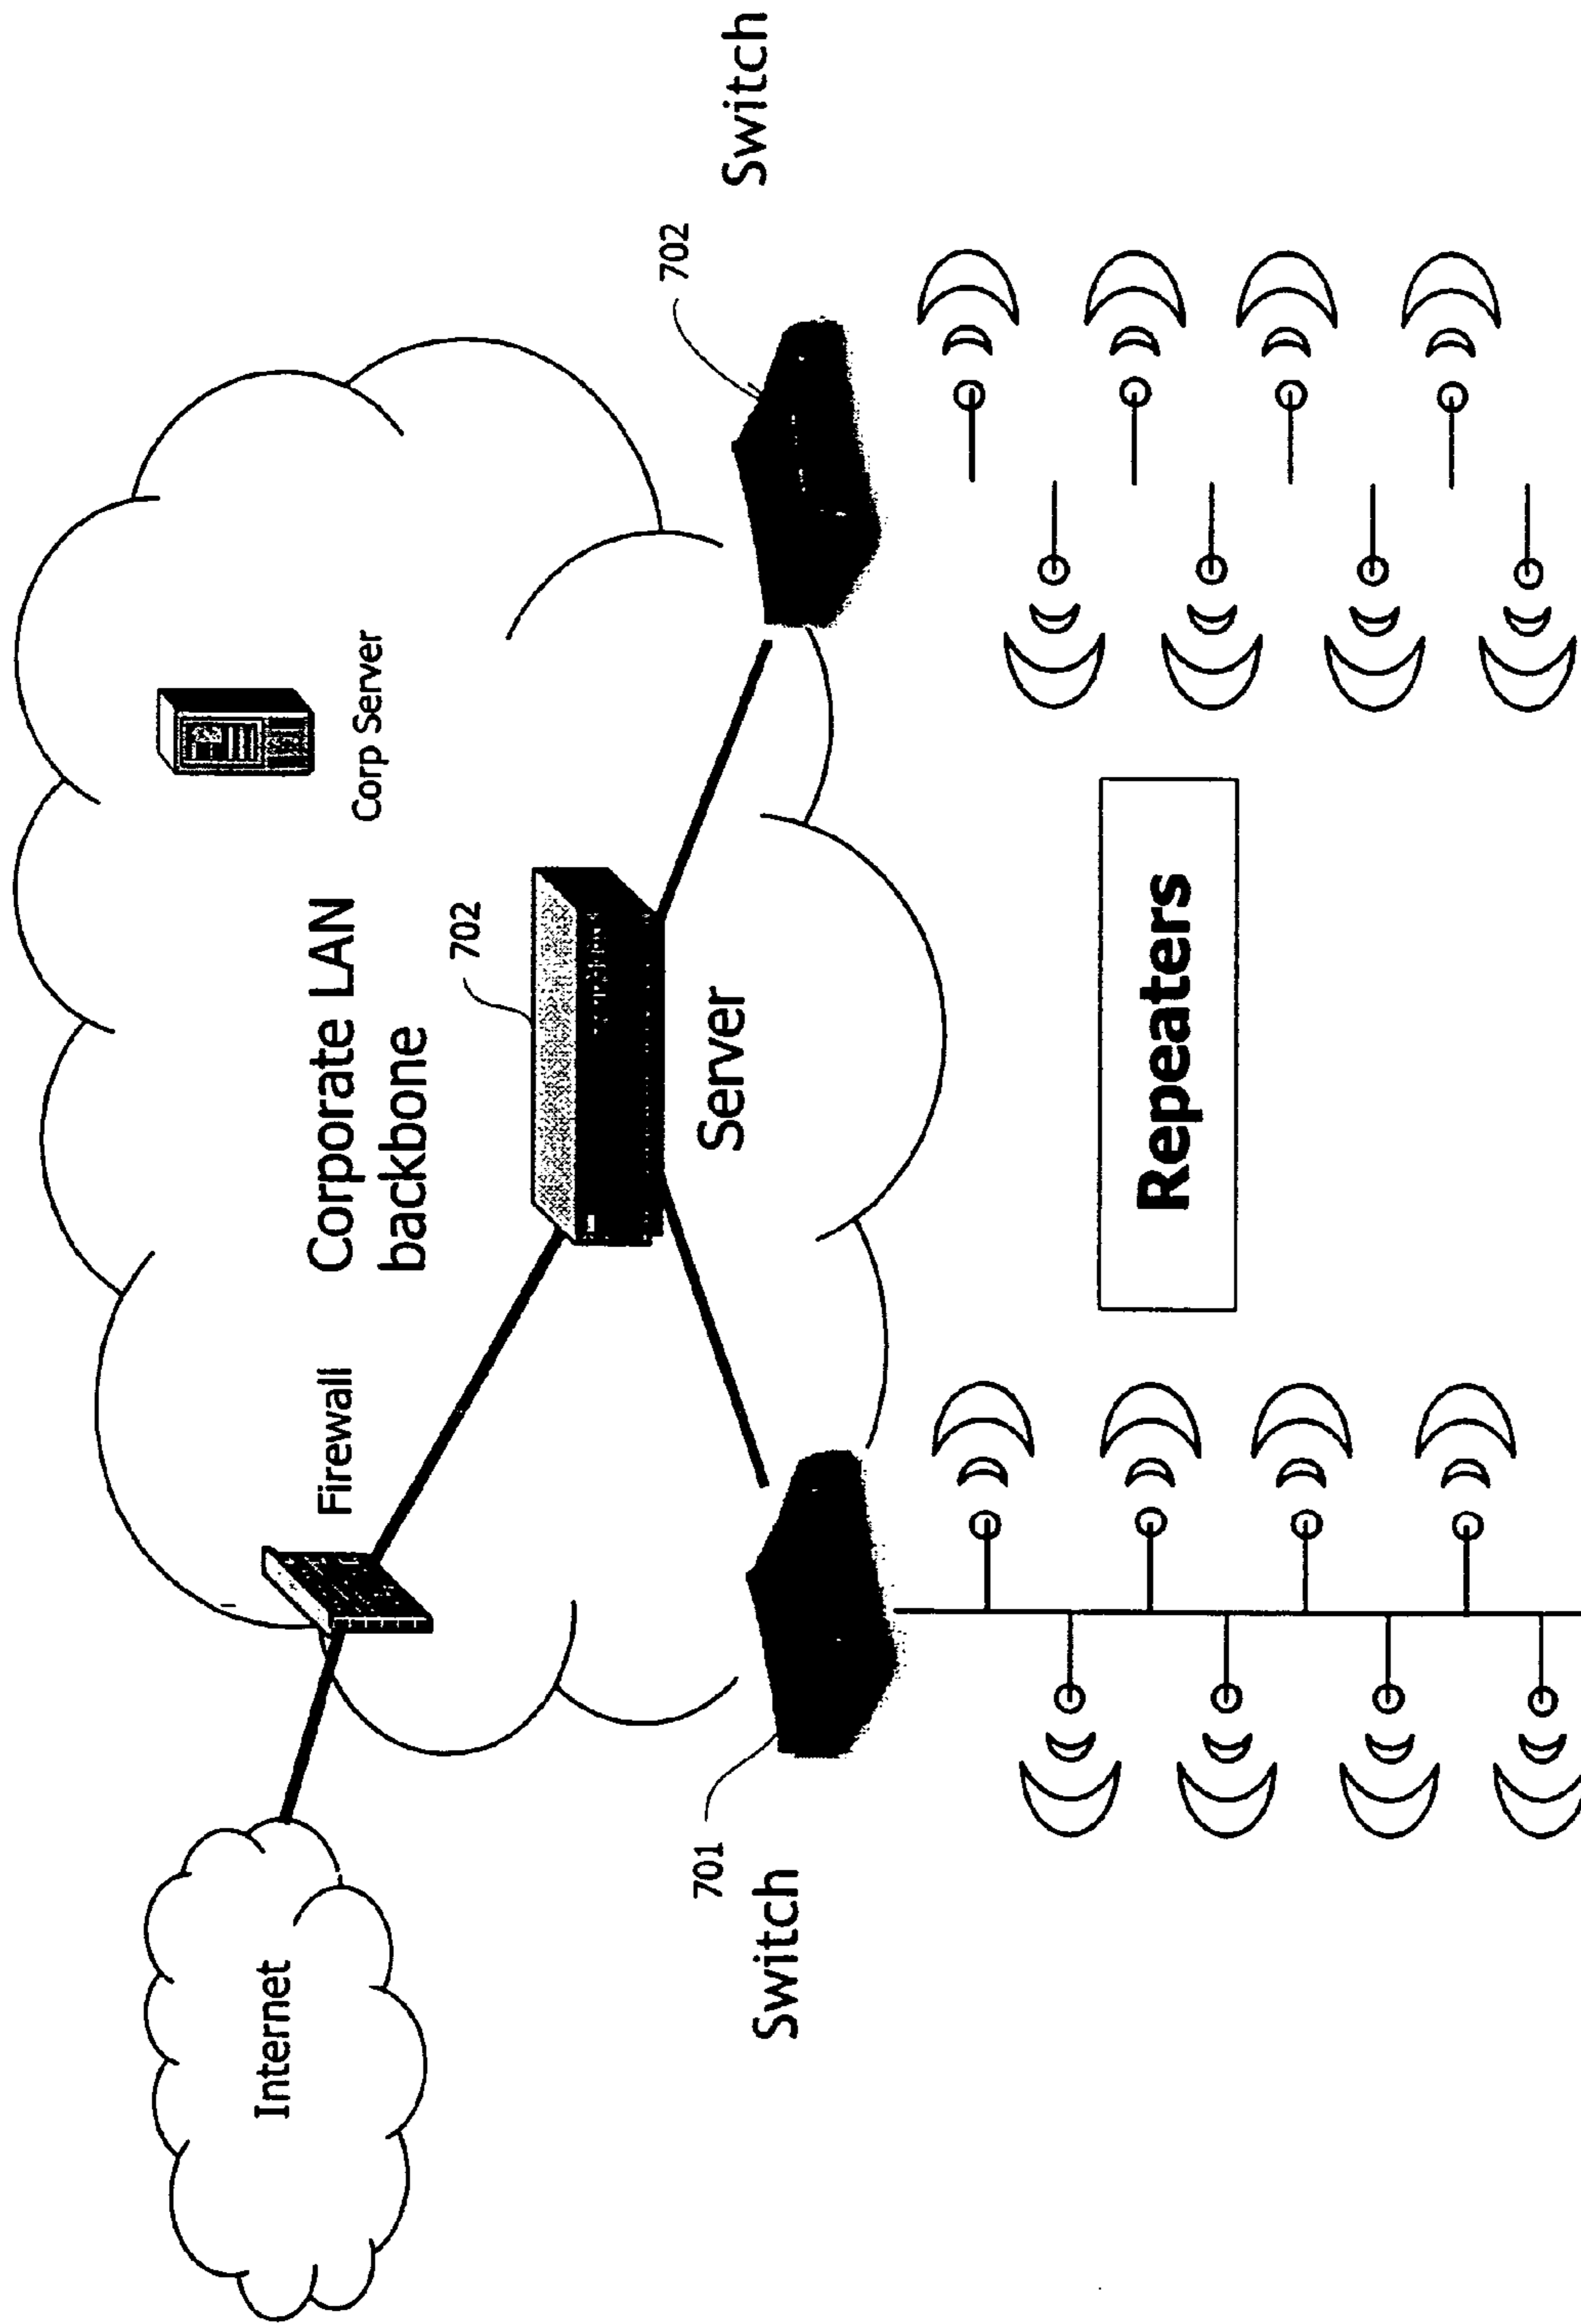 Internet
Firewall
Corporate LAN
backbone
Corp Server
702
Server
701
Switch
702
Switch
Repeaters